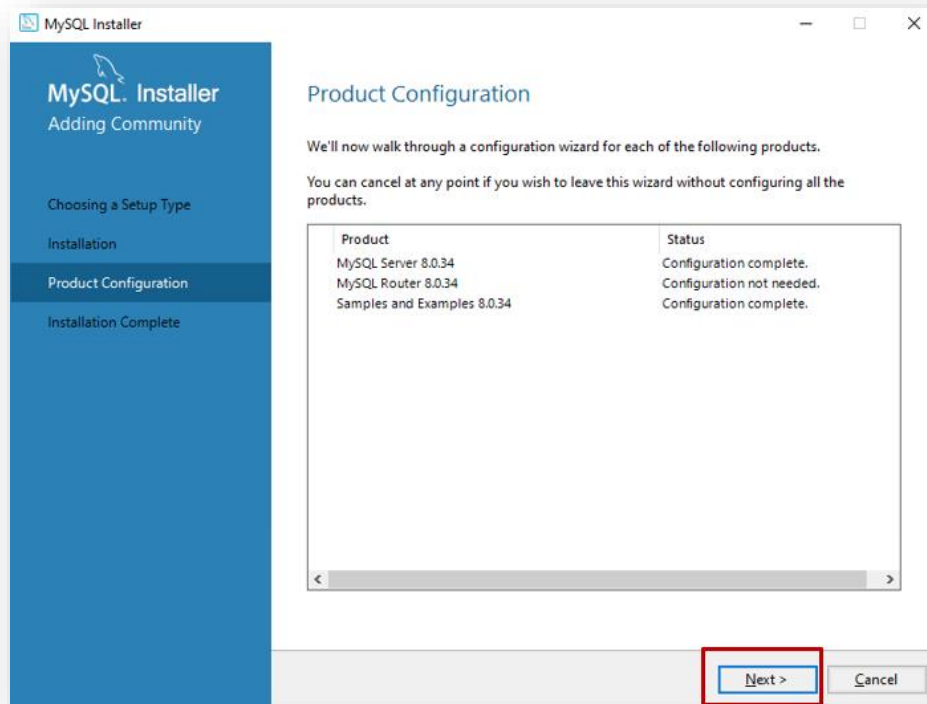 MySQL Installer
MySQL. Installer
Adding Community
Choosing a Setup Type
Installation
Product Configuration
Installation Complete
Product Configuration
We'll now walk through a configuration wizard for each of the following products.
You can cancel at any point if you wish to leave this wizard without configuring all the
products.
Product Status
MySQL Server 8.0.34 Configuration complete.
MySQL Router 8.0.34 Configuration not needed.
Samples and Examples 8.0.34 Configuration complete.
Next > Cancel